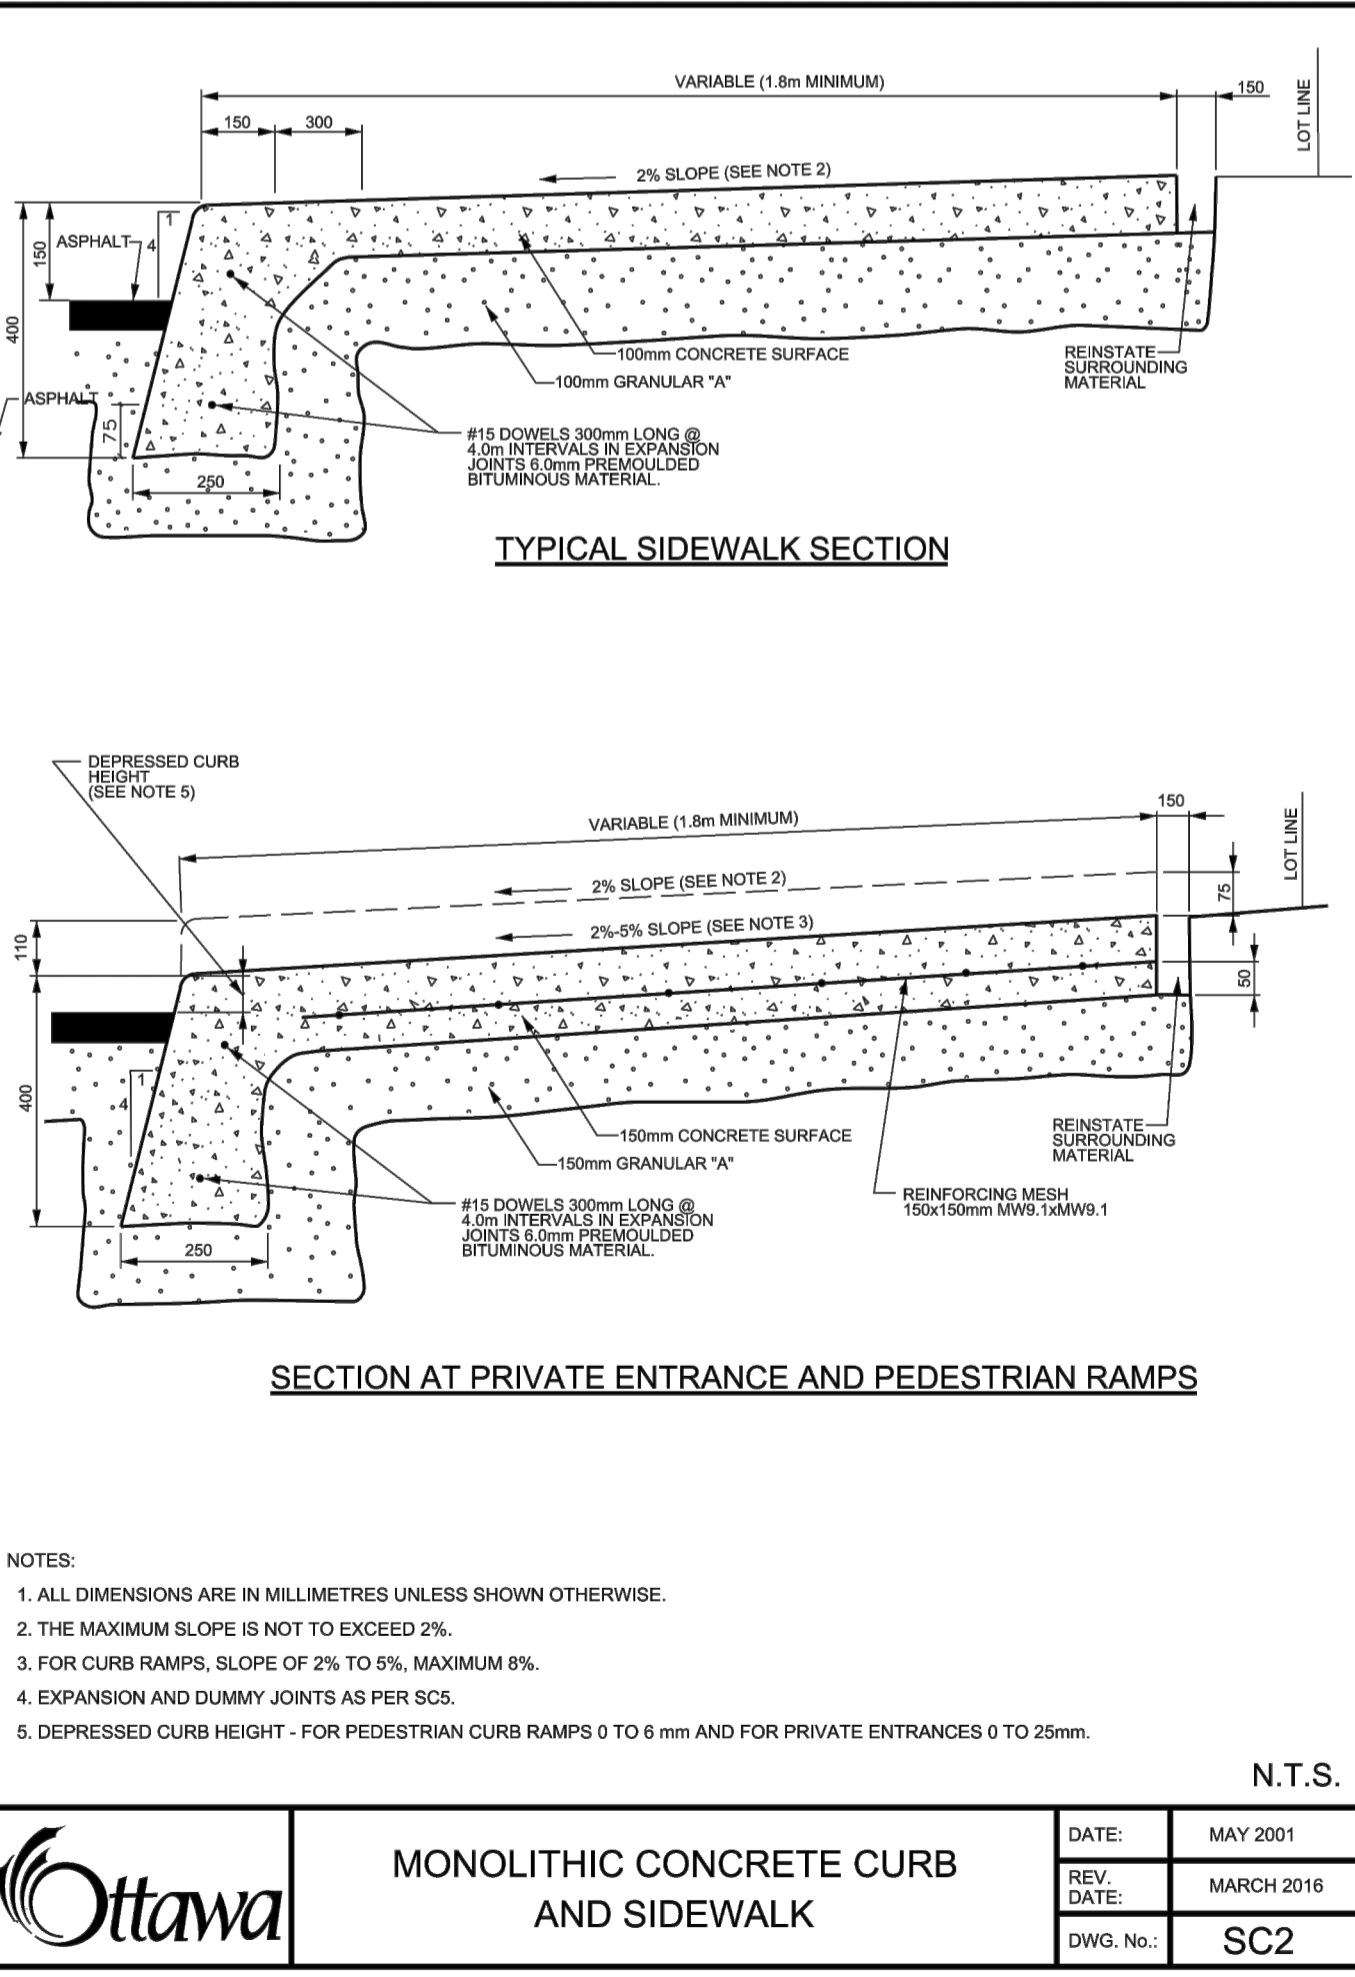 VARIABLE (1.8m MINIMUM)
150
LOT LINE
150
300
2% SLOPE (SEE NOTE 2)
1
ASPHALT
4
150
400
ASPHALT
75
250
100mm CONCRETE SURFACE
100mm GRANULAR "A"
REINSTATE
SURROUNDING
MATERIAL
#15 DOWELS 300mm LONG @
4.0m INTERVALS IN EXPANSION
JOINTS 6.0mm PREMOULDED
BITUMINOUS MATERIAL.
TYPICAL SIDEWALK SECTION
DEPRESSED CURB
HEIGHT
(SEE NOTE 5)
VARIABLE (1.8m MINIMUM)
150
LOT LINE
2% SLOPE (SEE NOTE 2)
75
2%-5% SLOPE (SEE NOTE 3)
110
50
1
4
400
150mm CONCRETE SURFACE
150mm GRANULAR "A"
REINSTATE
SURROUNDING
MATERIAL
REINFORCING MESH
150x150mm MW9.1xMW9.1
#15 DOWELS 300mm LONG @
4.0m INTERVALS IN EXPANSION
JOINTS 6.0mm PREMOULDED
BITUMINOUS MATERIAL.
250
SECTION AT PRIVATE ENTRANCE AND PEDESTRIAN RAMPS
NOTES:
1. ALL DIMENSIONS ARE IN MILLIMETRES UNLESS SHOWN OTHERWISE.
2. THE MAXIMUM SLOPE IS NOT TO EXCEED 2%.
3. FOR CURB RAMPS, SLOPE OF 2% TO 5%, MAXIMUM 8%.
4. EXPANSION AND DUMMY JOINTS AS PER SC5.
5. DEPRESSED CURB HEIGHT - FOR PEDESTRIAN CURB RAMPS 0 TO 6 mm AND FOR PRIVATE ENTRANCES 0 TO 25mm.
N.T.S.
Ottawa
MONOLITHIC CONCRETE CURB
AND SIDEWALK
DATE:
MAY 2001
REV.
DATE:
MARCH 2016
DWG. No.:
SC2